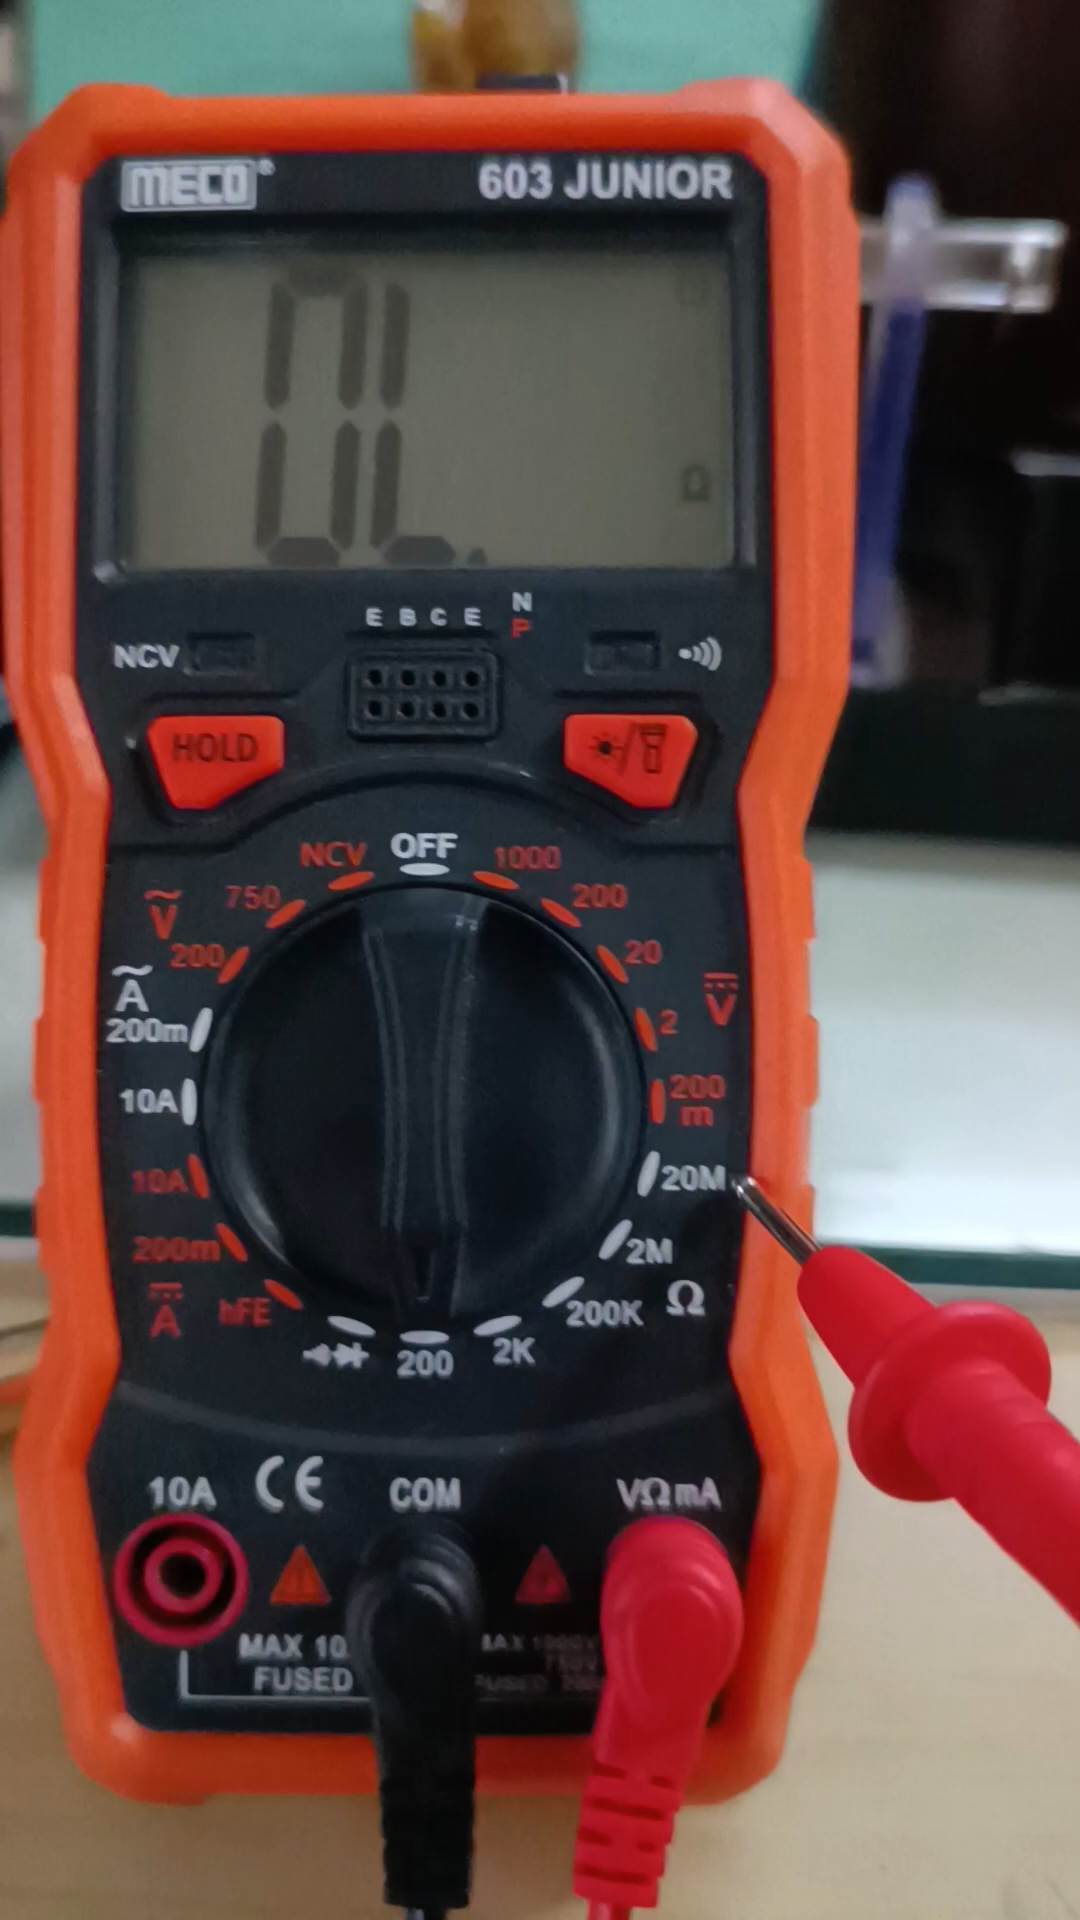 MECO
603 JUNIOR
0L.
Ω
N
E B C E
P
NCV
HOLD
NCV
OFF
1000
750
200
V
200
20
A
200m
2
V
10A
200
m
10A
20M
200m
2M
A
hFE
200K
Ω
200
2K
10A
CE
COM
VΩmA
MAX 10
FUSED